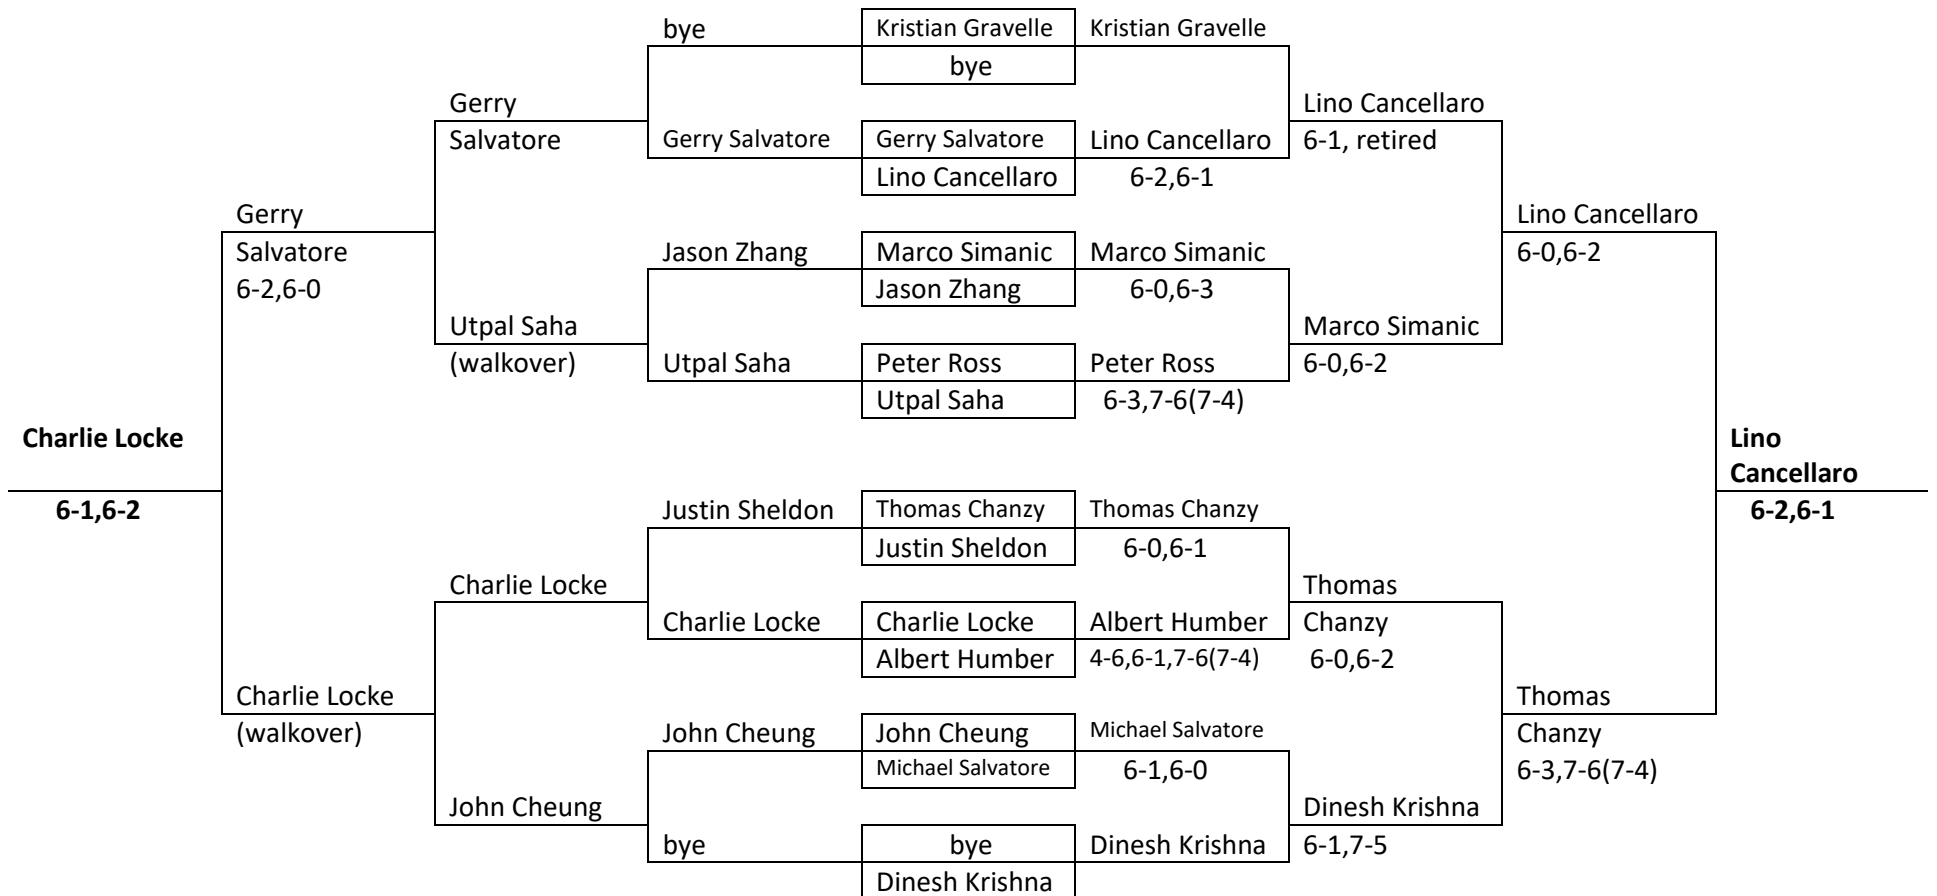 bye Kristian Gravelle Kristian Gravelle
bye
Gerry Lino Cancellaro
Salvatore Gerry Salvatore Gerry Salvatore Lino Cancellaro 6-1, retired
Lino Cancellaro 6-2,6-1
Gerry Lino Cancellaro
Salvatore Jason Zhang Marco Simanic Marco Simanic 6-0,6-2
6-2,6-0 Jason Zhang 6-0,6-3
Utpal Saha Marco Simanic
(walkover) Utpal Saha Peter Ross Peter Ross 6-0,6-2
Utpal Saha 6-3,7-6(7-4)
Charlie Locke Lino
Cancellaro
6-1,6-2 Justin Sheldon Thomas Chanzy Thomas Chanzy 6-2,6-1
Justin Sheldon 6-0,6-1
Charlie Locke Thomas
Charlie Locke Charlie Locke Albert Humber Chanzy
Albert Humber 4-6,6-1,7-6(7-4) 6-0,6-2
Charlie Locke Thomas
(walkover) John Cheung John Cheung Michael Salvatore Chanzy
Michael Salvatore 6-1,6-0 6-3,7-6(7-4)
John Cheung Dinesh Krishna
bye bye Dinesh Krishna 6-1,7-5
Dinesh Krishna